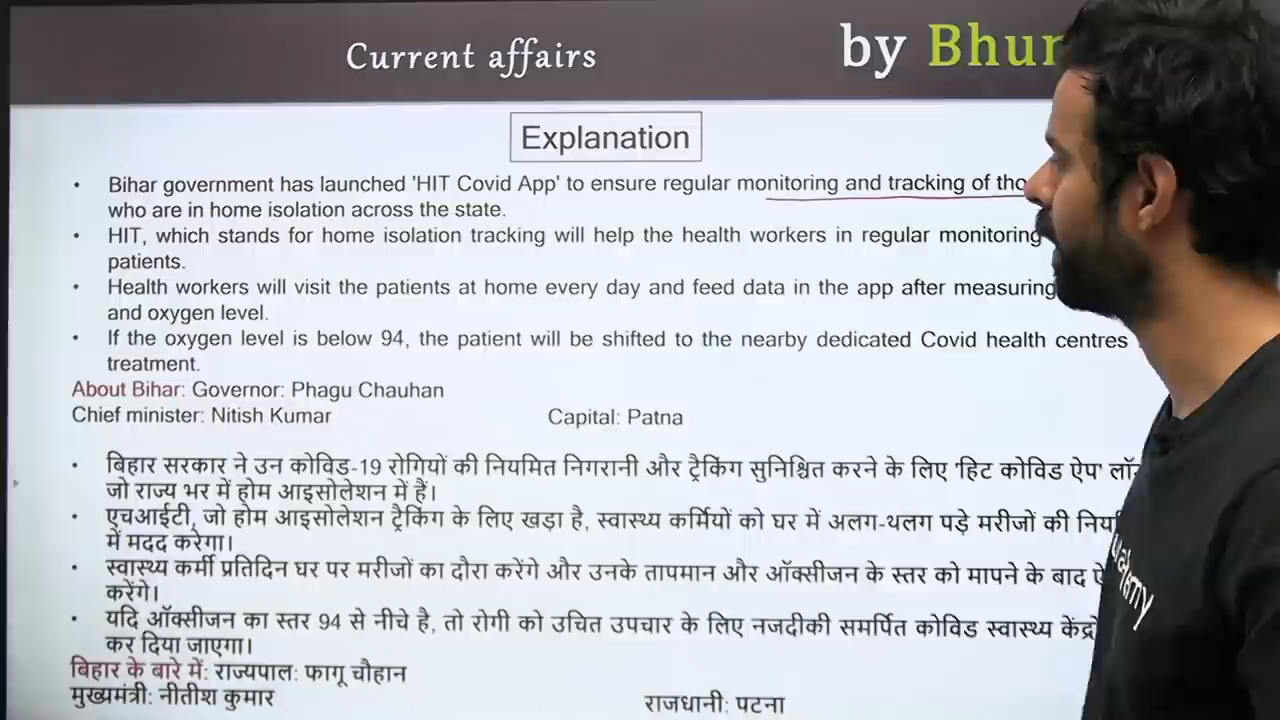 Current affairs
by Bhu
Explanation
• Bihar government has launched 'HIT Covid App' to ensure regular monitoring and tracking of
who are in home isolation across the state.
• HIT, which stands for home isolation tracking will help the health workers in regular monitoring
patients.
• Health workers will visit the patients at home every day and feed data in the app after measuring
and oxygen level.
• If the oxygen level is below 94, the patient will be shifted to the nearby dedicated Covid health centres
treatment.
About Bihar: Governor: Phagu Chauhan
Chief minister: Nitish Kumar Capital: Patna
• बिहार सरकार ने उन कोविड-19 रोगियों की नियमित निगरानी और ट्रैकिंग सुनिश्चित करने के लिए 'हिट कोविड ऐप'
जो राज्य भर में होम आइसोलेशन में हैं।
• एचआईटी, जो होम आइसोलेशन ट्रैकिंग के लिए खड़ा है, स्वास्थ्य कर्मियों को घर में अलग-थलग पड़े मरीजों की
में मदद करेगा।
• स्वास्थ्य कर्मी प्रतिदिन घर पर मरीजों का दौरा करेंगे और उनके तापमान और ऑक्सीजन के स्तर को मापने के बाद
करेंगे।
• यदि ऑक्सीजन का स्तर 94 से नीचे है, तो रोगी को उचित उपचार के लिए नजदीकी समर्पित कोविड स्वास्थ्य केंद्रों
कर दिया जाएगा।
बिहार के बारे में: राज्यपाल: फागू चौहान
मुख्यमंत्री: नीतीश कुमार राजधानी: पटना